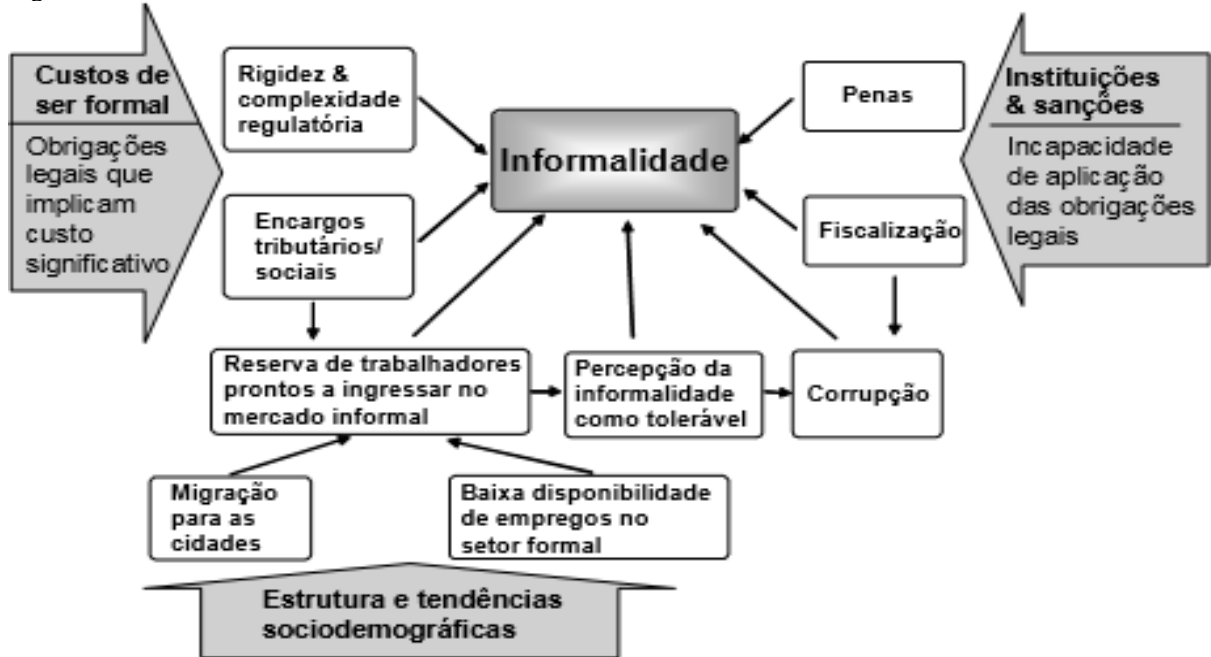 Custos de
ser formal
Obrigações
legais que
implicam
custo
significativo
Rigidez &
complexidade
regulatória
Encargos
tributários/
sociais
Informalidade
Penas
Fiscalização
Instituições
& sanções
Incapacidade
de aplicação
das obrigações
legais
Reserva de trabalhadores
prontos a ingressar no
mercado informal
Percepção da
informalidade
como tolerável
Corrupção
Migração
para as
cidades
Baixa disponibilidade
de empregos no
setor formal
Estrutura e tendências
sociodemográficas